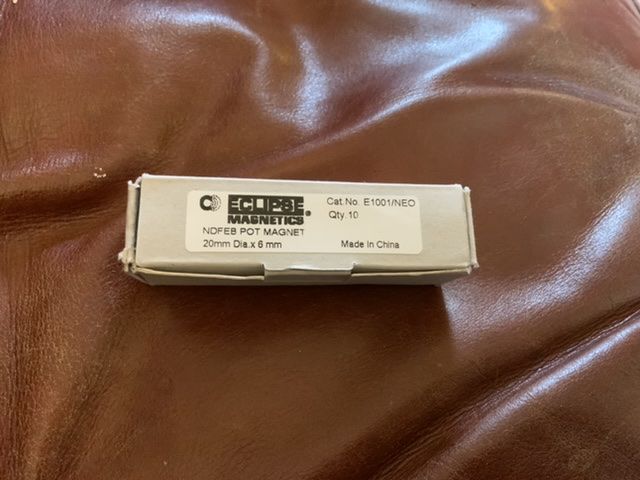 ECLIPSE
MAGNETICS®
NDFEB POT MAGNET
20mm Dia.x 6 mm
Cat.No. E1001/NEO
Qty.10
Made In China